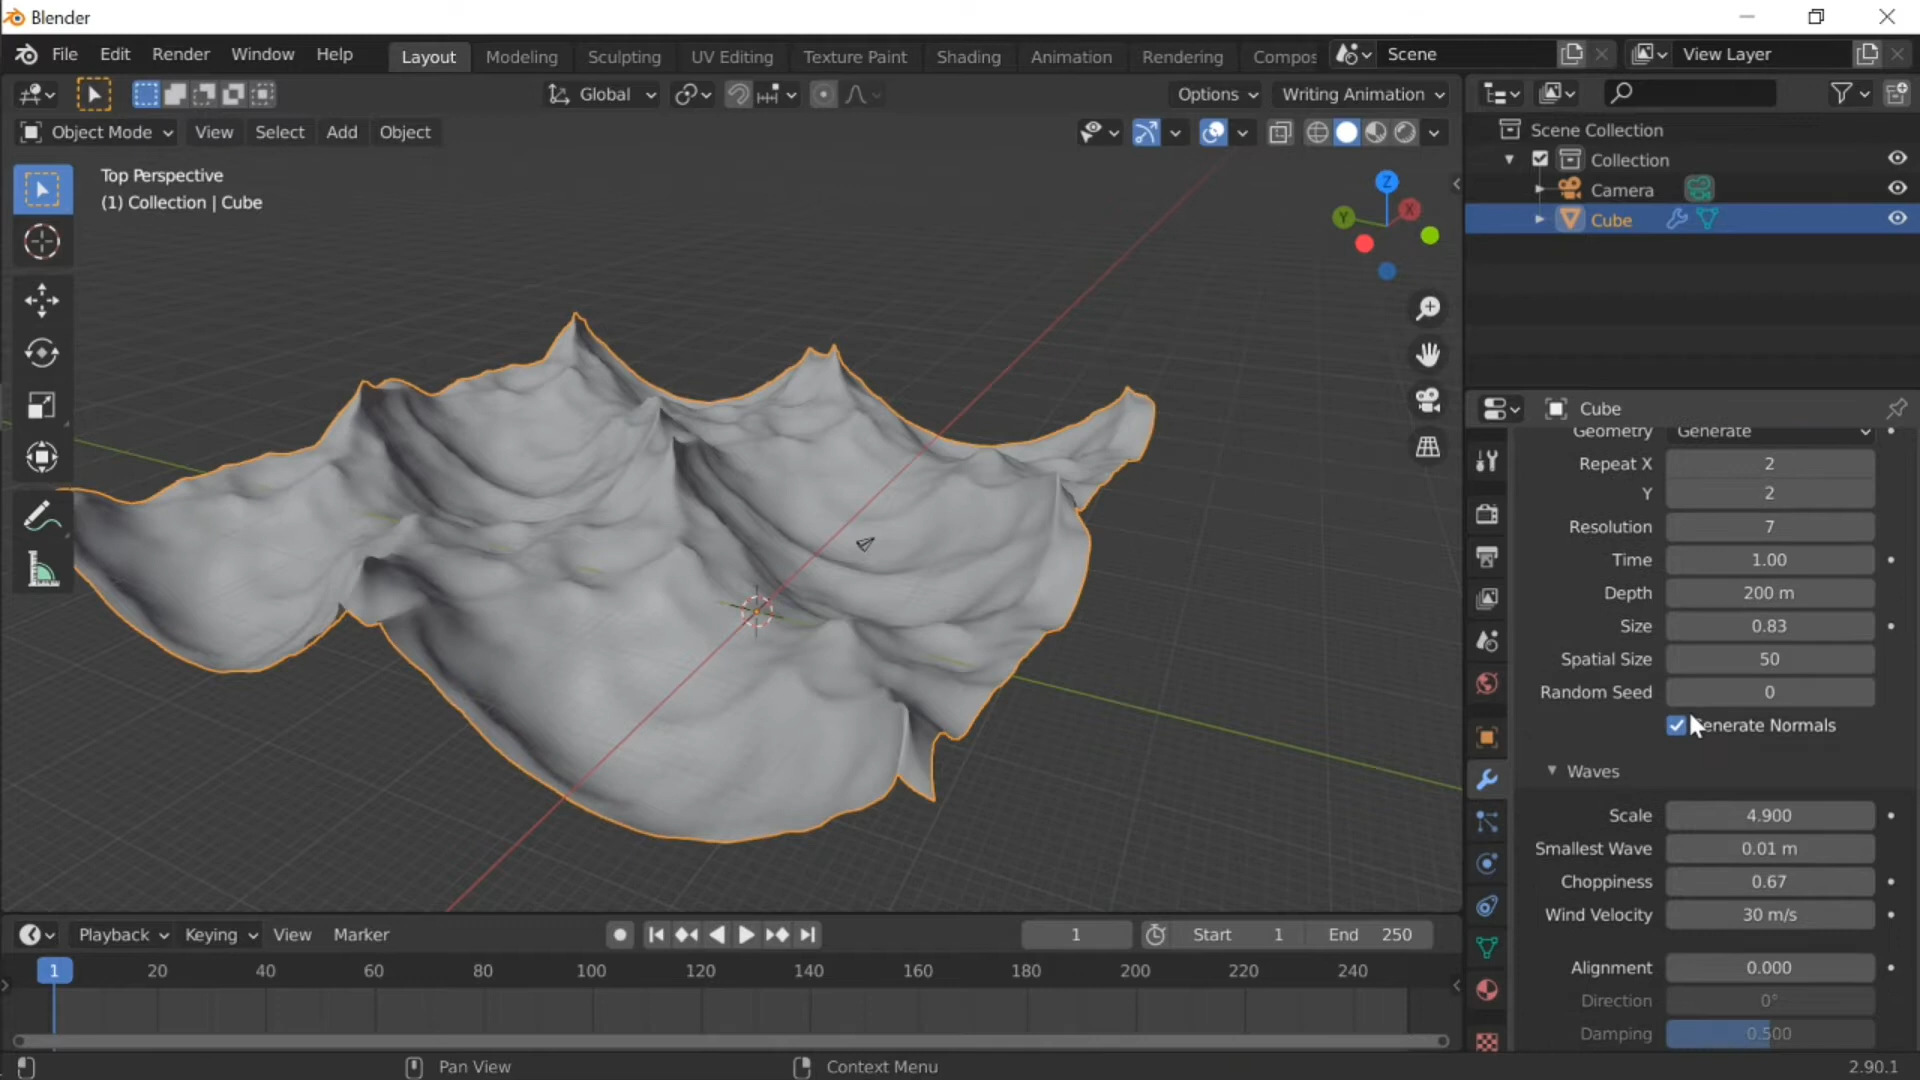 Blender
File Edit Render Window Help Layout Modeling Sculpting UV Editing Texture Paint Shading Animation Rendering Compos Scene View Layer
Global Options Writing Animation
Object Mode View Select Add Object
Top Perspective
(1) Collection | Cube
Z
Y
X
Scene Collection
Collection
Camera
Cube
Cube
Geometry Generate
Repeat X 2
Y 2
Resolution 7
Time 1.00
Depth 200 m
Size 0.83
Spatial Size 50
Random Seed 0
enerate Normals
Waves
Scale 4.900
Smallest Wave 0.01 m
Choppiness 0.67
Wind Velocity 30 m/s
Alignment 0.000
Direction 0°
Damping 0.500
Playback Keying View Marker 1 Start 1 End 250
1 20 40 60 80 100 120 140 160 180 200 220 240
Pan View Context Menu 2.90.1